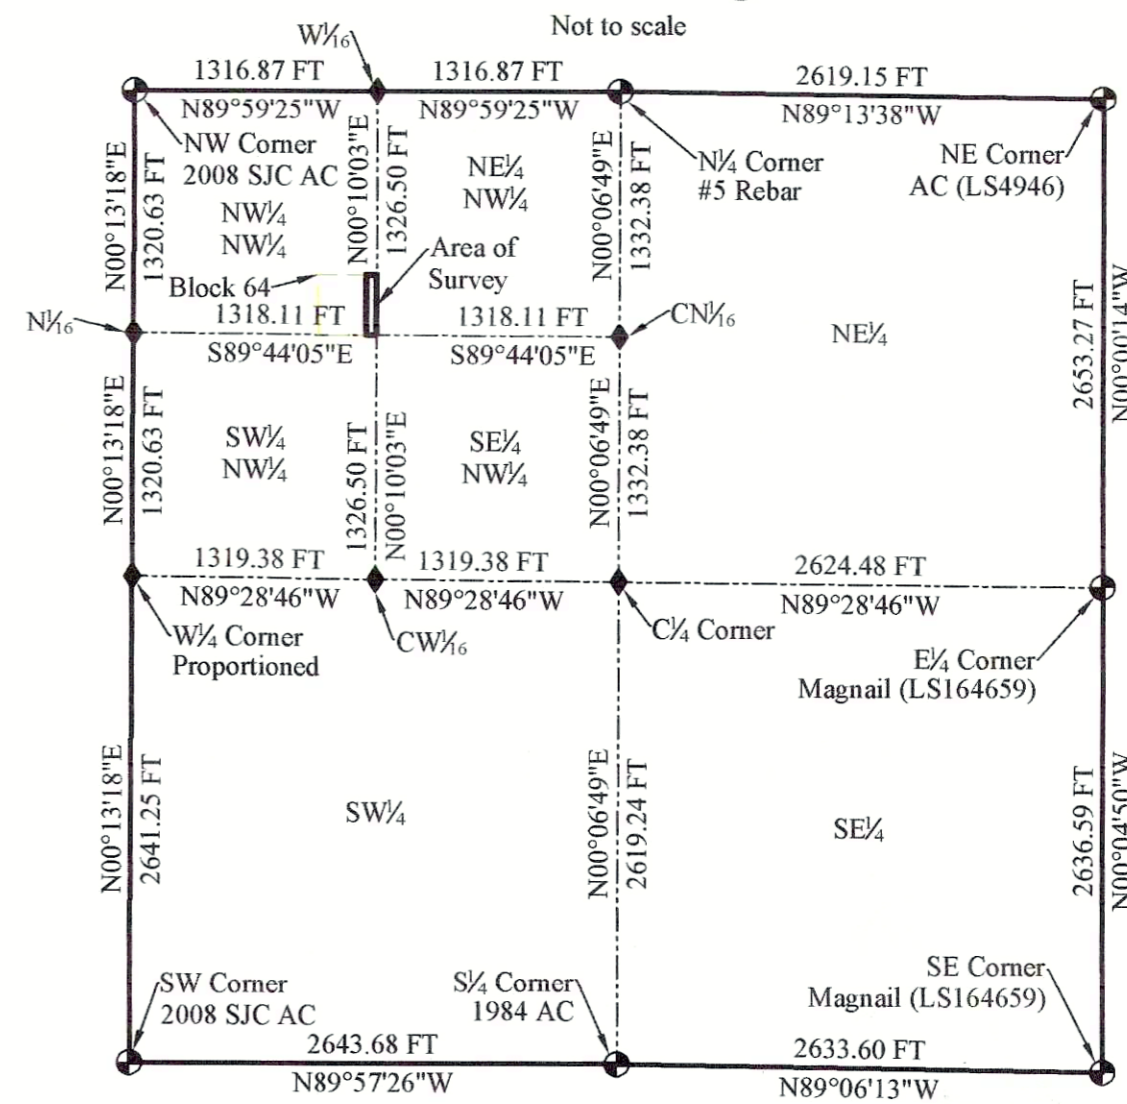 Not to scale
W1⁄16
1316.87 FT
N89°59'25"W
1316.87 FT
N89°59'25"W
2619.15 FT
N89°13'38"W
NW Corner
2008 SJC AC
N¼ Corner
#5 Rebar
NE Corner
AC (LS4946)
N00°13'18"E
1320.63 FT
NW¼
NW¼
N00°10'03"E
1326.50 FT
NE¼
NW¼
N00°06'49"E
1332.38 FT
Area of
Survey
Block 64
1318.11 FT
S89°44'05"E
1318.11 FT
S89°44'05"E
N1⁄16
CN1⁄16
NE¼
2653.27 FT
N00°00'14"W
N00°13'18"E
1320.63 FT
SW¼
NW¼
1326.50 FT
N00°10'03"E
SE¼
NW¼
N00°06'49"E
1332.38 FT
1319.38 FT
N89°28'46"W
1319.38 FT
N89°28'46"W
2624.48 FT
N89°28'46"W
W¼ Corner
Proportioned
CW1⁄16
C¼ Corner
E¼ Corner
Magnail (LS164659)
N00°13'18"E
2641.25 FT
SW¼
N00°06'49"E
2619.24 FT
SE¼
2636.59 FT
N00°04'50"W
SW Corner
2008 SJC AC
S¼ Corner
1984 AC
SE Corner
Magnail (LS164659)
2643.68 FT
N89°57'26"W
2633.60 FT
N89°06'13"W